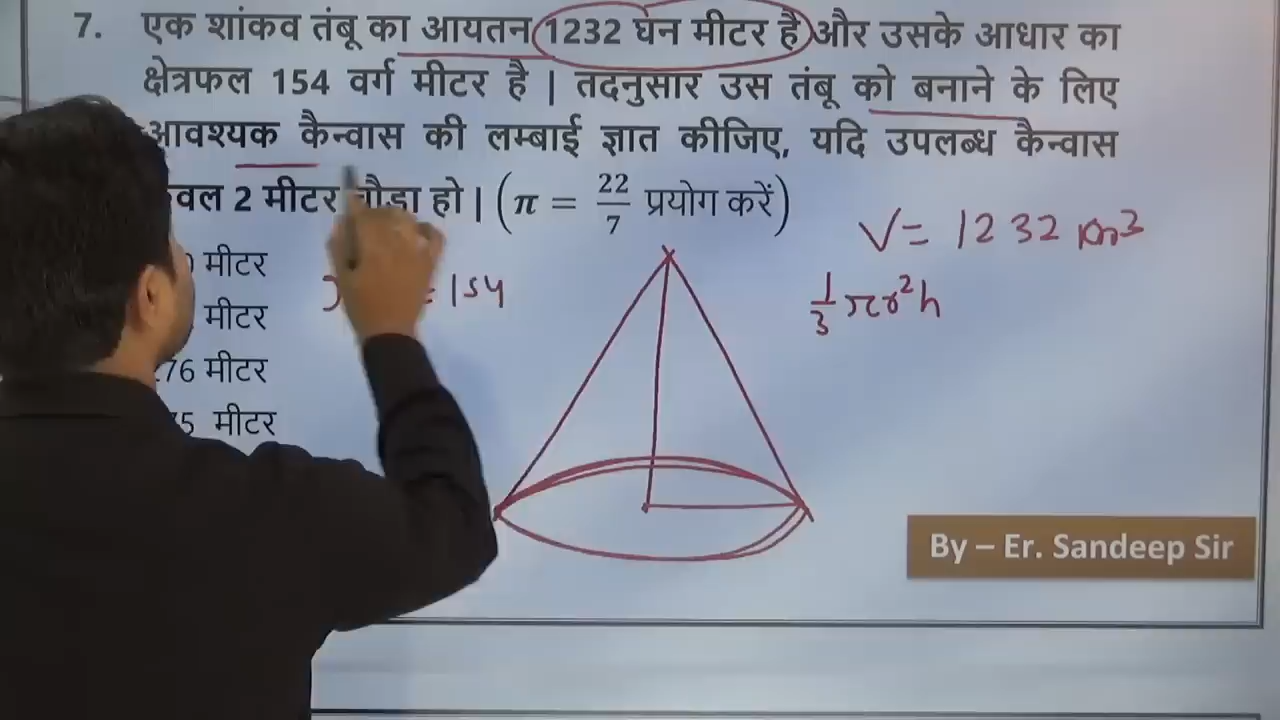 7. एक शांकव तंबू का आयतन 1232 घन मीटर है और उसके आधार का
क्षेत्रफल 154 वर्ग मीटर है | तदनुसार उस तंबू को बनाने के लिए
आवश्यक कैन्वास की लम्बाई ज्ञात कीजिए, यदि उपलब्ध कैन्वास
2 मीटर चौड़ा हो | (π = 22/7 प्रयोग करें)
V = 1232 m³
मीटर
= 154
1/3 πr²h
मीटर
76 मीटर
5 मीटर
By – Er. Sandeep Sir